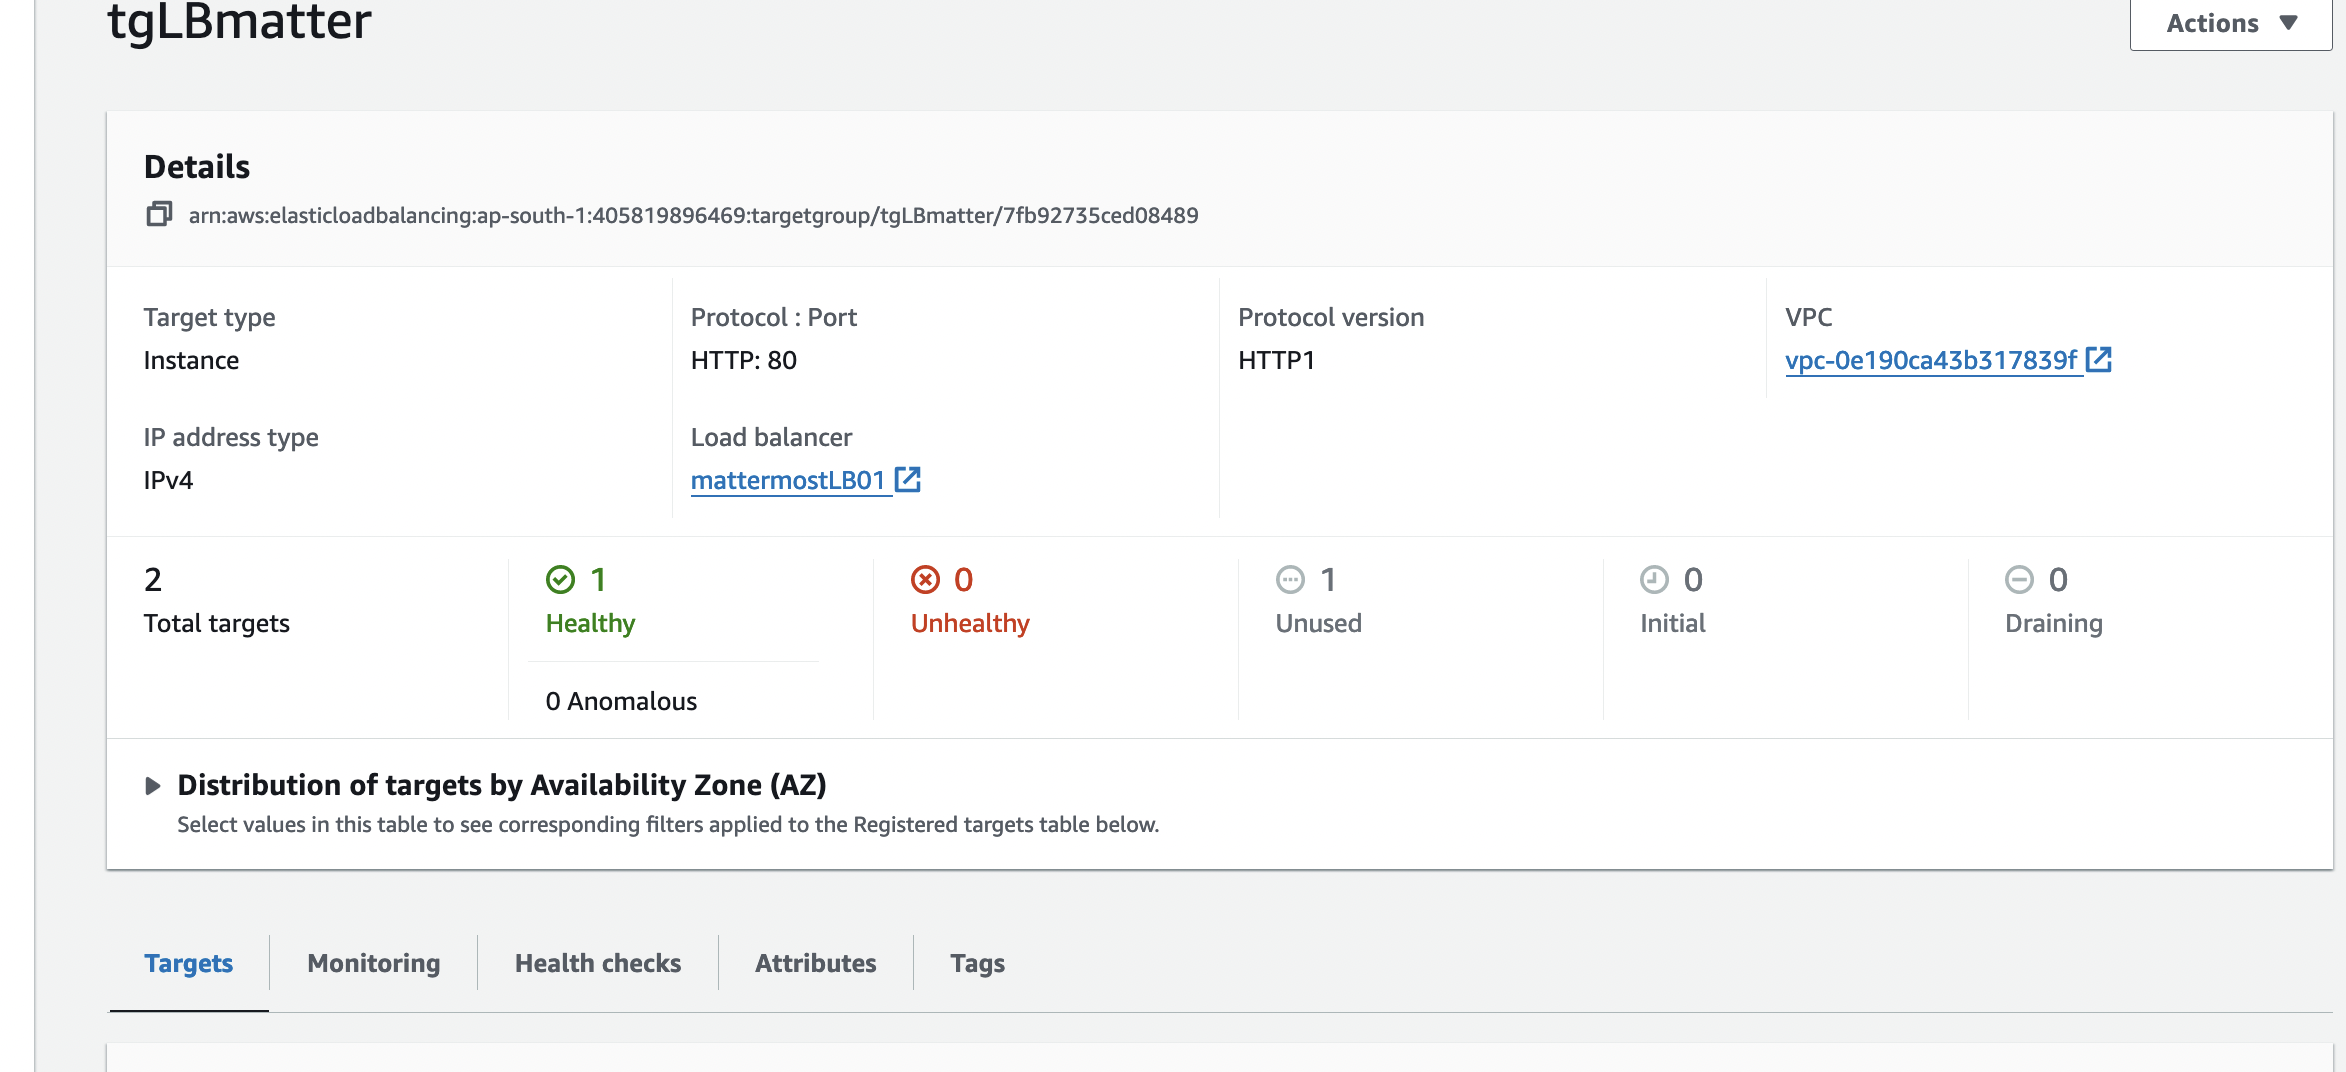 tgLBmatter
Actions
Details
arn:aws:elasticloadbalancing:ap-south-1:405819896469:targetgroup/tgLBmatter/7fb92735ced08489
Target type
Instance
Protocol : Port
HTTP: 80
Protocol version
HTTP1
VPC
vpc-0e190ca43b317839f
IP address type
IPv4
Load balancer
mattermostLB01
2
Total targets
1
Healthy
0 Anomalous
0
Unhealthy
1
Unused
0
Initial
0
Draining
Distribution of targets by Availability Zone (AZ)
Select values in this table to see corresponding filters applied to the Registered targets table below.
Targets
Monitoring
Health checks
Attributes
Tags